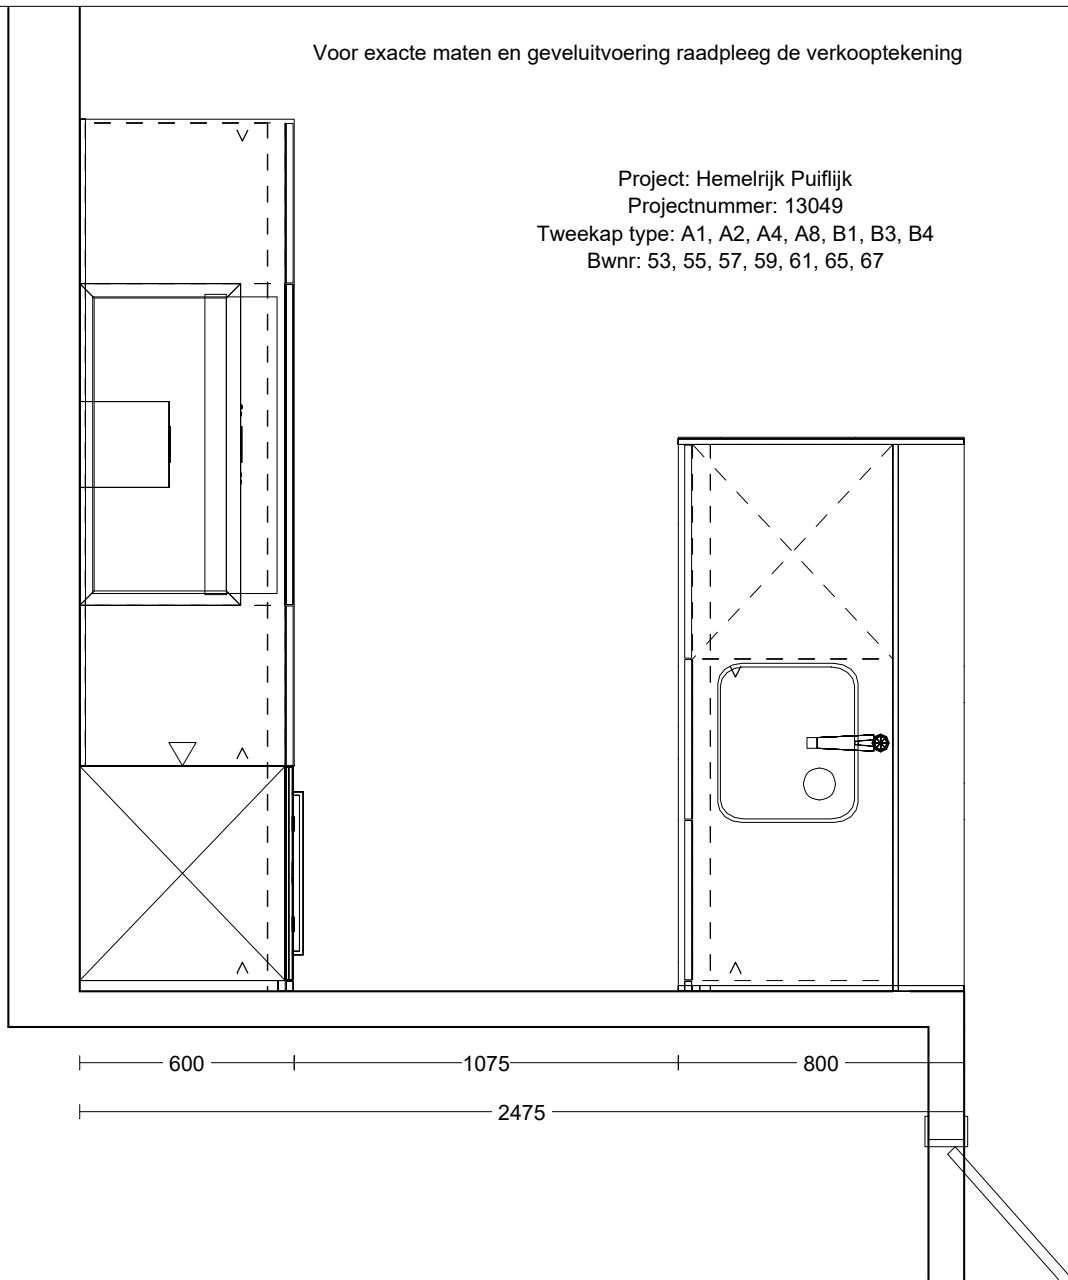 Voor exacte maten en geveluitvoering raadpleeg de verkooptekening
Project: Hemelrijk Puiflijk
Projectnummer: 13049
Tweekap type: A1, A2, A4, A8, B1, B3, B4
Bwnr: 53, 55, 57, 59, 61, 65, 67
600 1075 800
2475